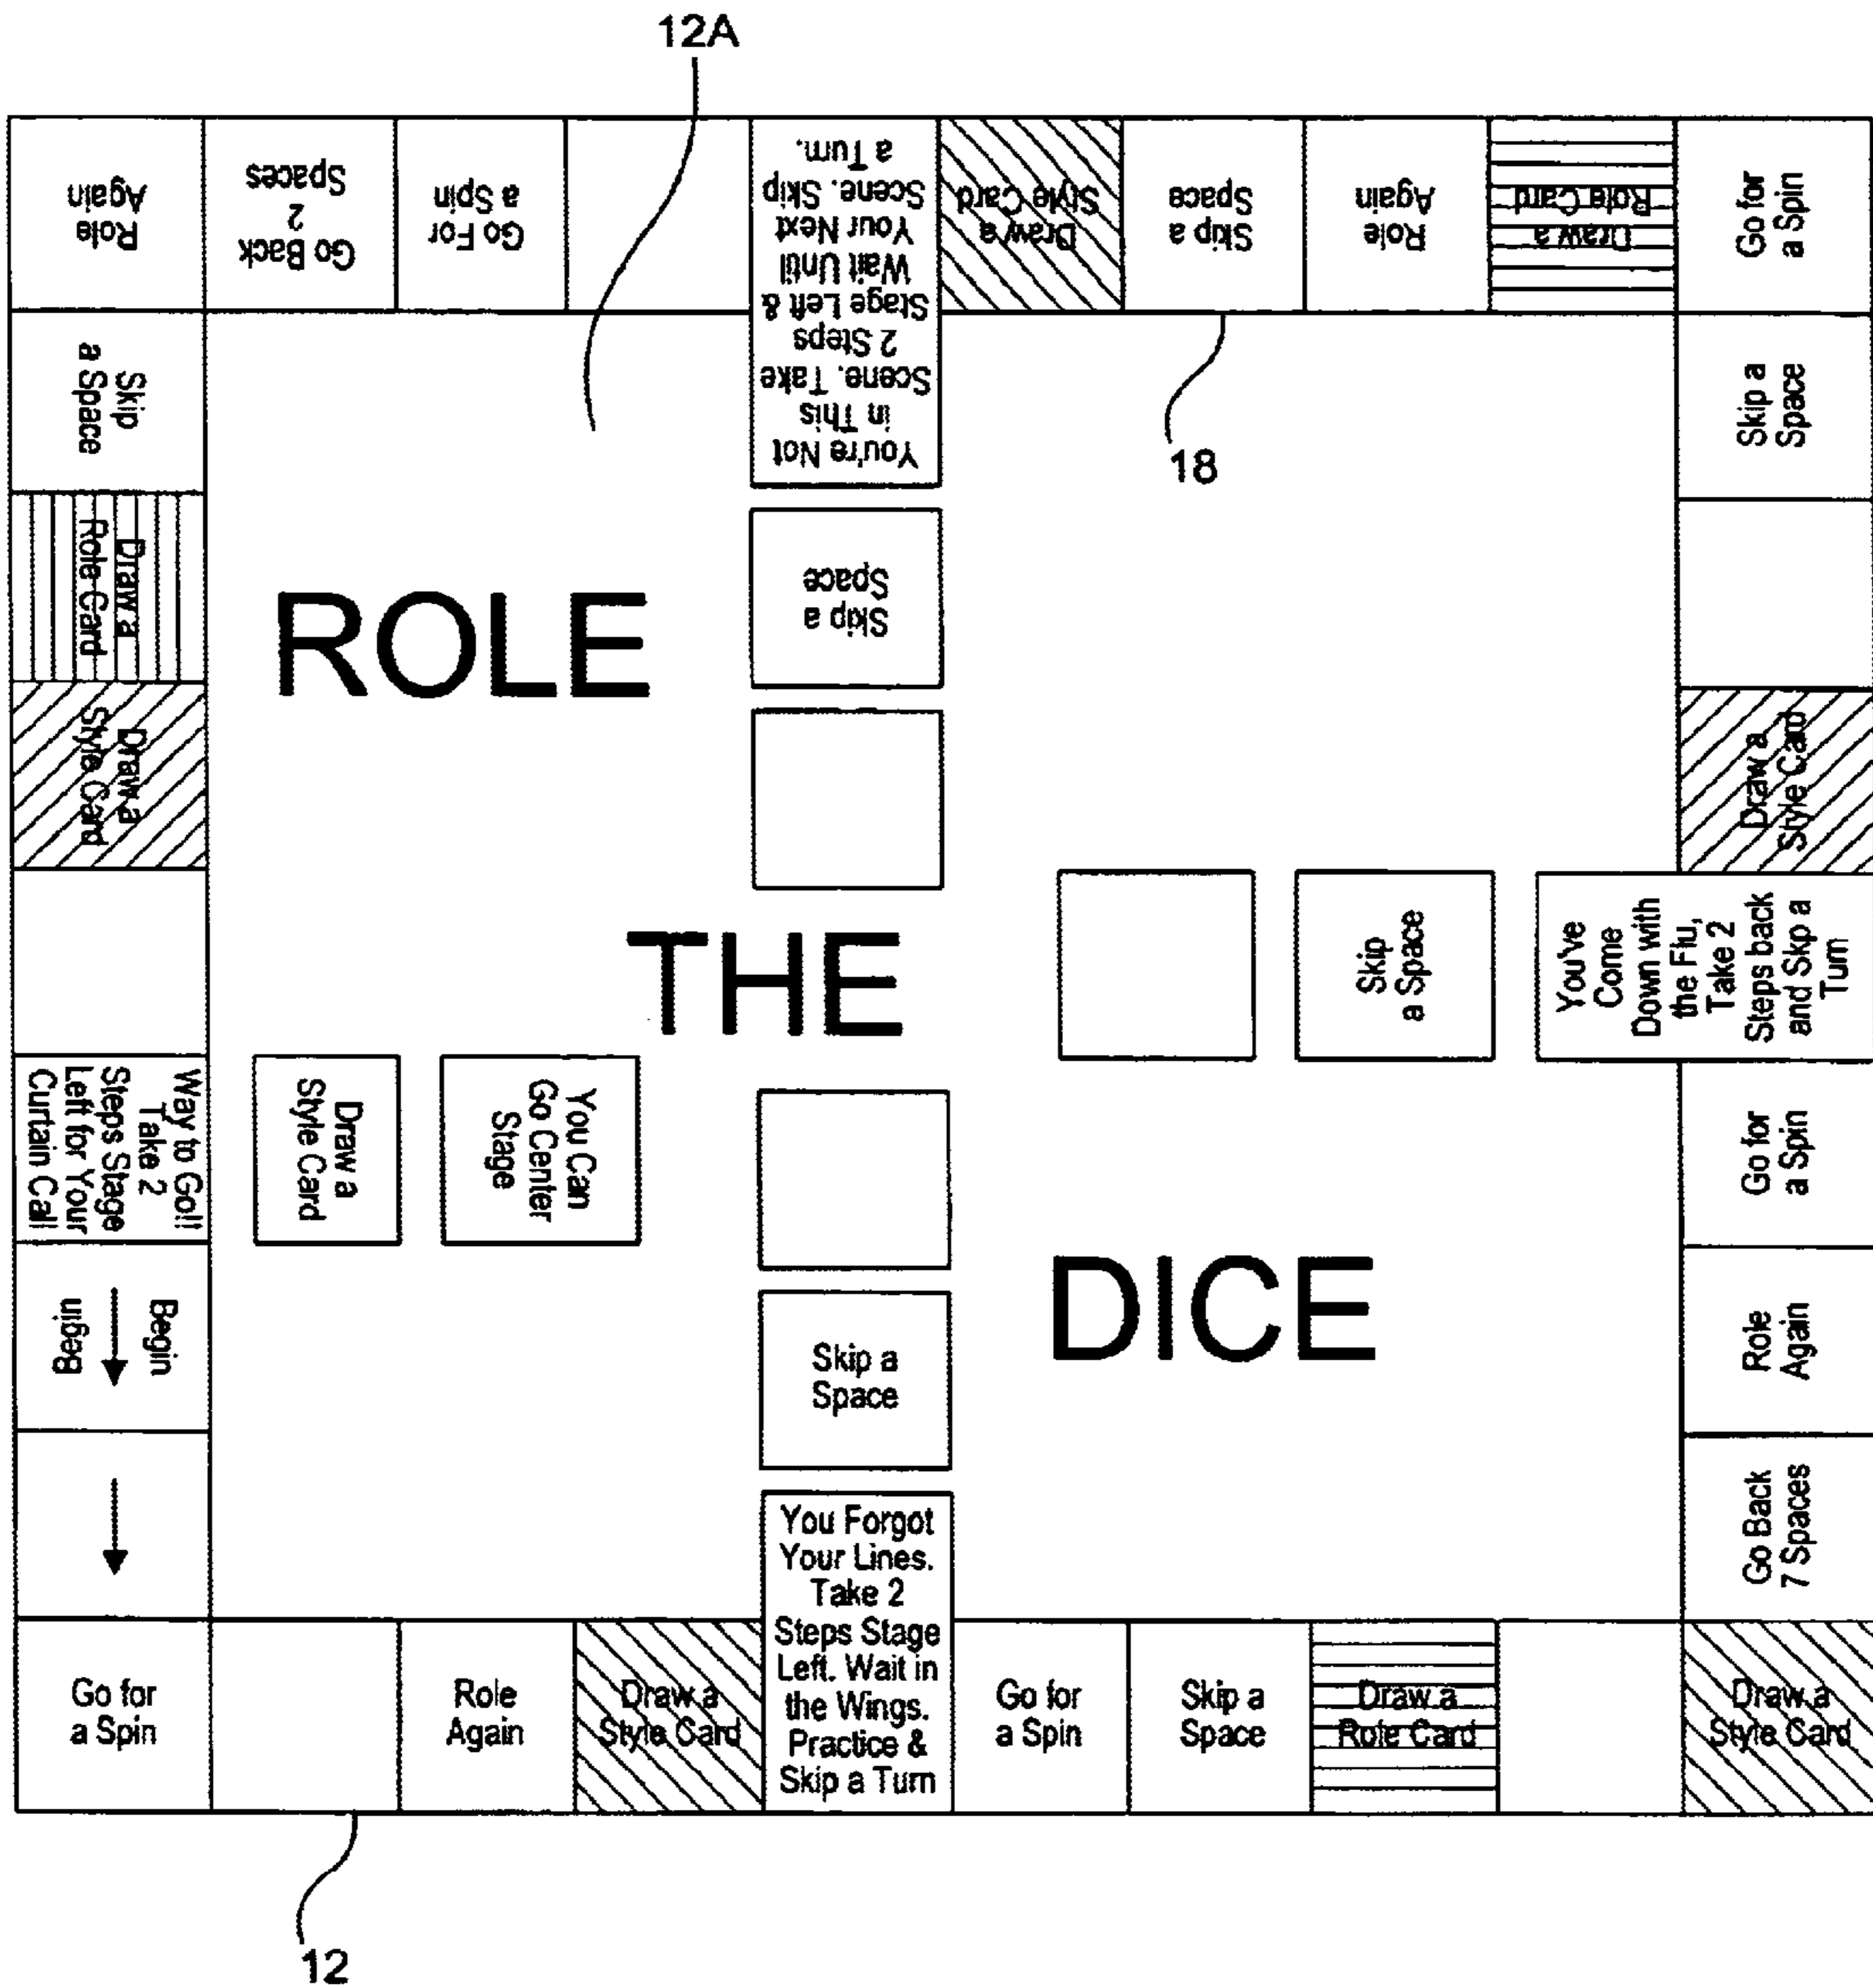 12A
Role
Again
Go Back
2
Spaces
Go For
a Spin
You're Not
in This
Scene. Take
2 Steps
Stage Left &
Wait Until
Your Next
Scene. Skip
a Turn.
Draw a
Style Card
Skip a
Space
Role
Again
Draw a
Role Card
Go for
a Spin
Skip
a Space
18
Skip a
Space
Draw a
Role Card
ROLE
Skip a
Space
Draw a
Style Card
Draw a
Style Card
THE
Skip
a Space
You've
Come
Down with
the Flu,
Take 2
Steps back
and Skp a
Turn
Way to Go!!
Take 2
Steps Stage
Left for Your
Curtain Call
Draw a
Style Card
You Can
Go Center
Stage
Go for
a Spin
Begin
Begin
Skip a
Space
DICE
Role
Again
Go Back
7 Spaces
You Forgot
Your Lines.
Take 2
Steps Stage
Left. Wait in
the Wings.
Practice &
Skip a Turn
Go for
a Spin
Role
Again
Draw a
Style Card
Go for
a Spin
Skip a
Space
Draw a
Role Card
Draw a
Style Card
12